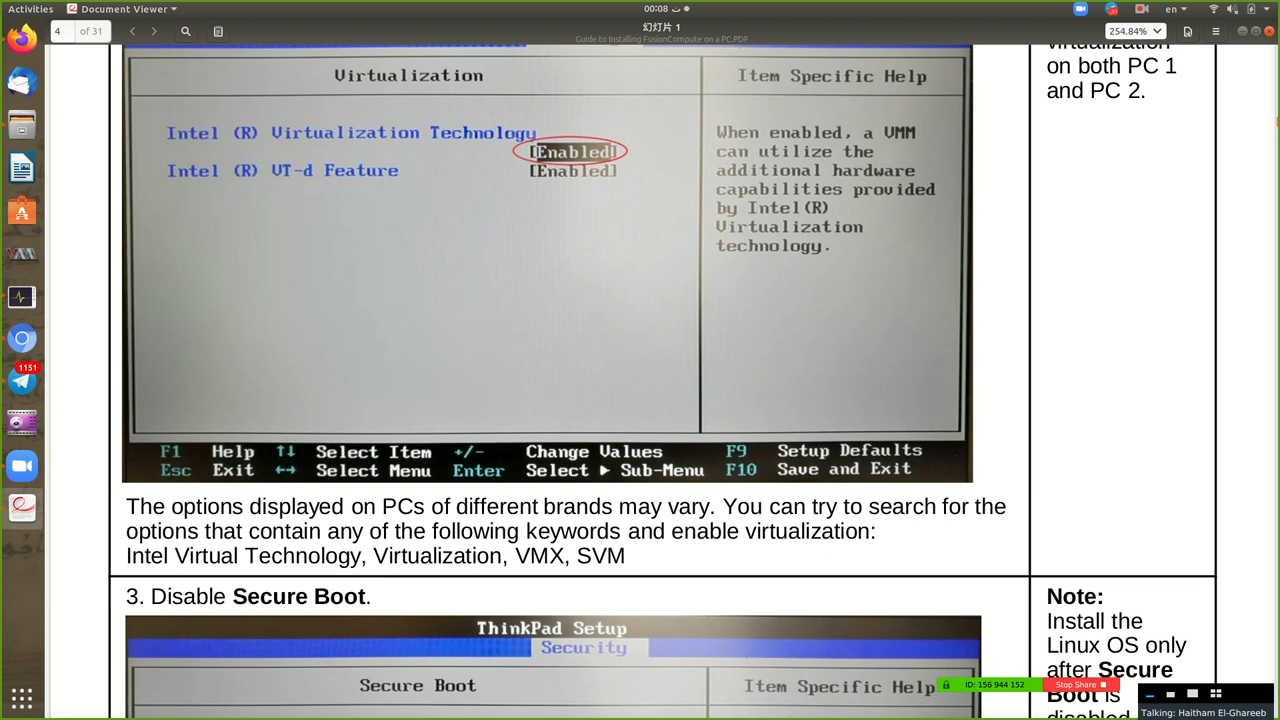 Activities
Document Viewer
00:08 ت
en
4
of 31
幻灯片 1
Guide to Installing FusionCompute on a PC.PDF
254.84%
Virtualization
Item Specific Help
Intel (R) Virtualization Technology
[Enabled]
Intel (R) VT-d Feature [Enabled]
When enabled, a VMM
can utilize the
additional hardware
capabilities provided
by Intel(R)
Virtualization
technology.
virtualization
on both PC 1
and PC 2.
1151
F1 Help ↑↓ Select Item +/- Change Values F9 Setup Defaults
Esc Exit ←→ Select Menu Enter Select ▶ Sub-Menu F10 Save and Exit
The options displayed on PCs of different brands may vary. You can try to search for the
options that contain any of the following keywords and enable virtualization:
Intel Virtual Technology, Virtualization, VMX, SVM
3. Disable Secure Boot.
ThinkPad Setup
Security
Secure Boot
Item Specific Help
Note:
Install the
Linux OS only
after Secure
Boot is
disabled
ID: 156 944 152
Stop Share
Talking: Haitham El-Ghareeb